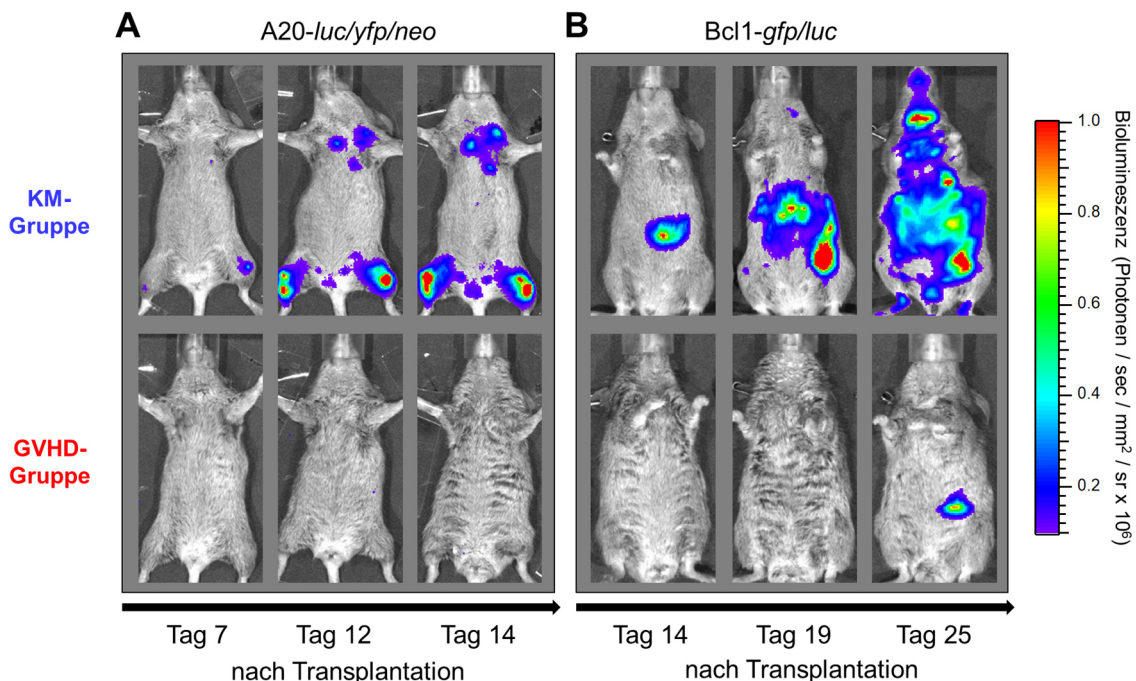 A
A20-luc/yfp/neo
B
Bcl1-gfp/luc
KM-
Gruppe
GVHD-
Gruppe
Tag 7
Tag 12
Tag 14
nach Transplantation
Tag 14
Tag 19
Tag 25
nach Transplantation
1.0
0.8
0.6
0.4
0.2
Biolumineszenz (Photonen / sec / mm² / sr x 10⁶)